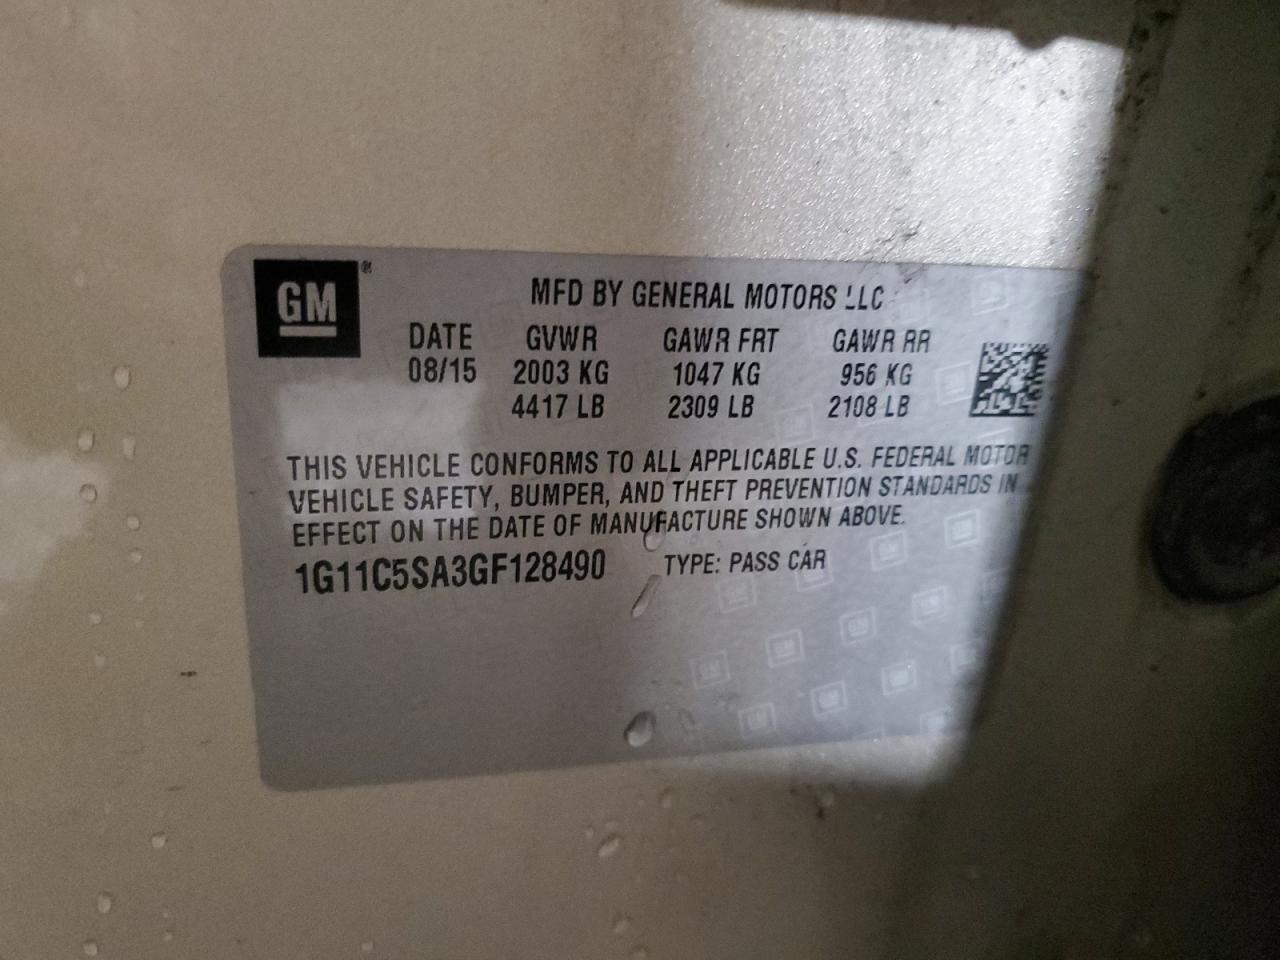 GM®
MFD BY GENERAL MOTORS LLC
DATE GVWR GAWR FRT GAWR RR
08/15 2003 KG 1047 KG 956 KG
4417 LB 2309 LB 2108 LB
THIS VEHICLE CONFORMS TO ALL APPLICABLE U.S. FEDERAL MOTOR
VEHICLE SAFETY, BUMPER, AND THEFT PREVENTION STANDARDS IN
EFFECT ON THE DATE OF MANUFACTURE SHOWN ABOVE.
1G11C5SA3GF128490 TYPE: PASS CAR